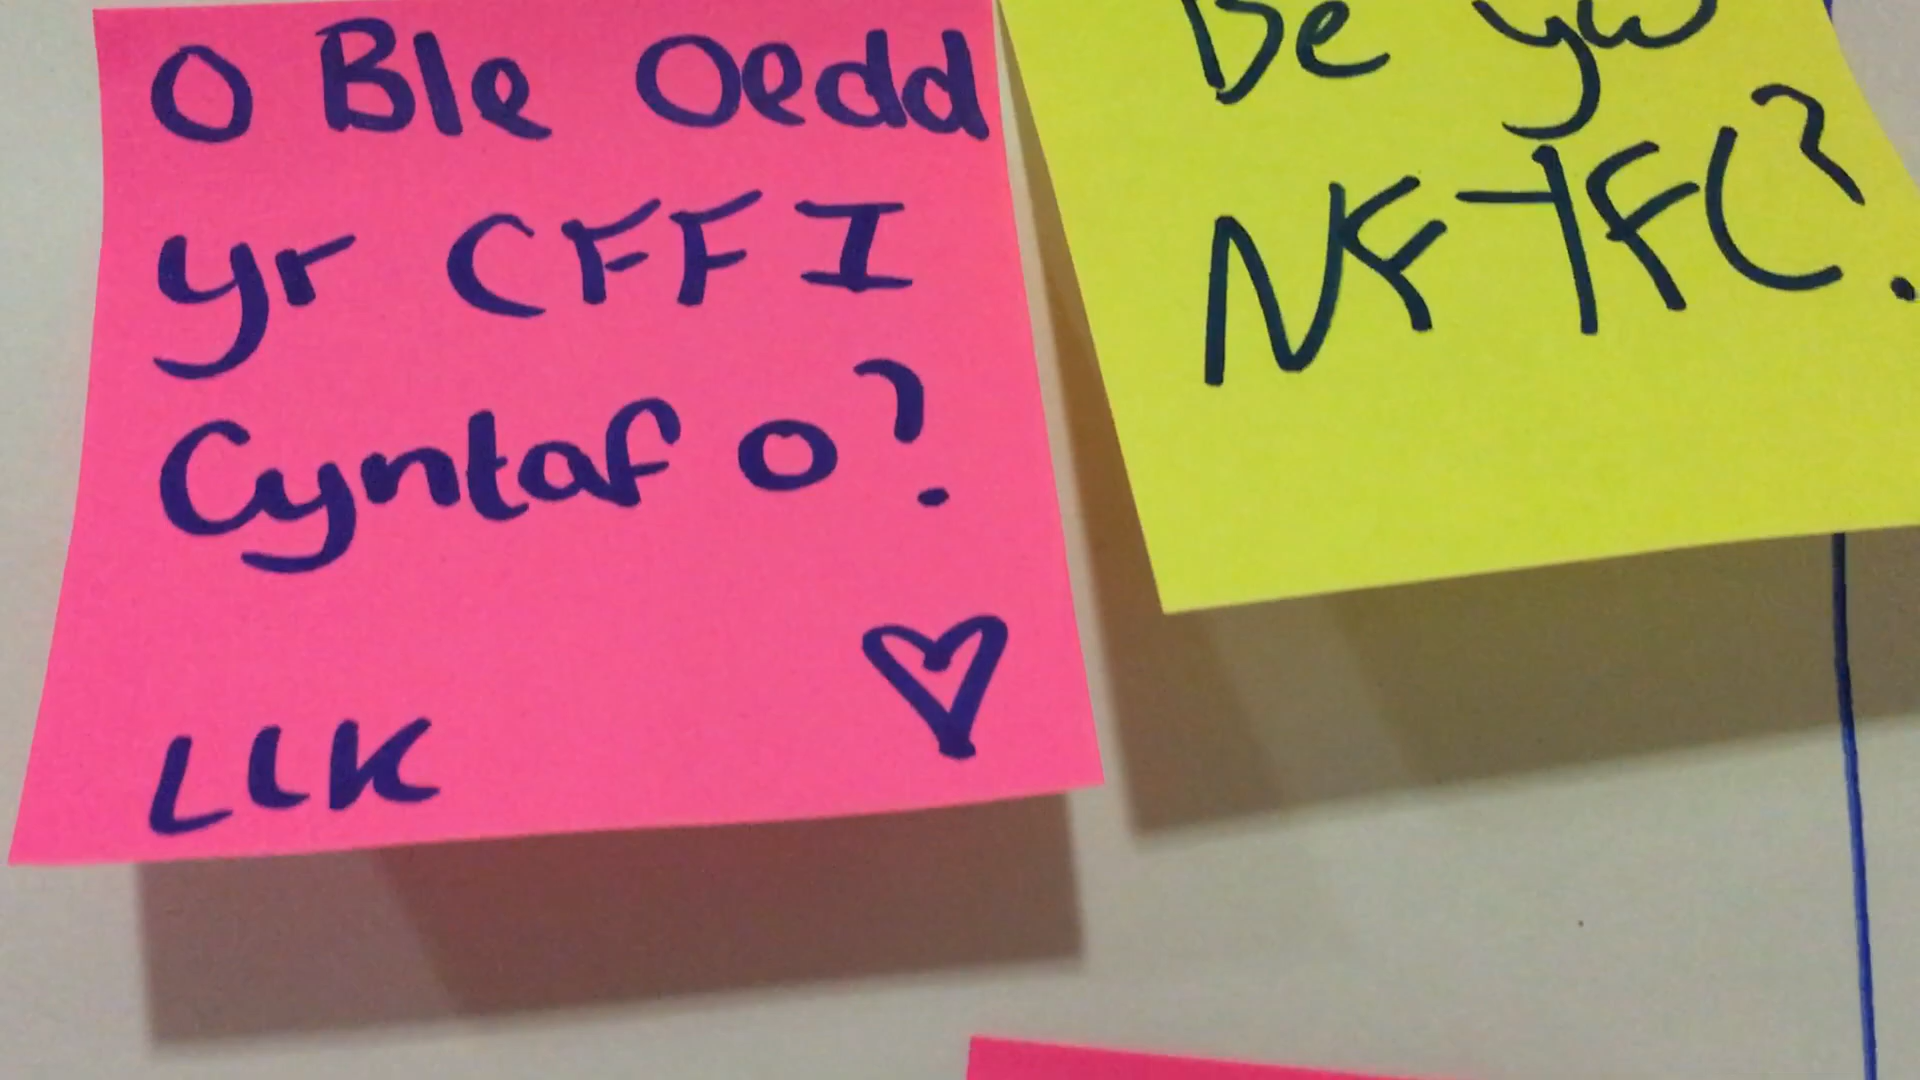 O Ble Oedd
yr CFFI
Cyntaf o?
LLK
Be yw
NFYFC?